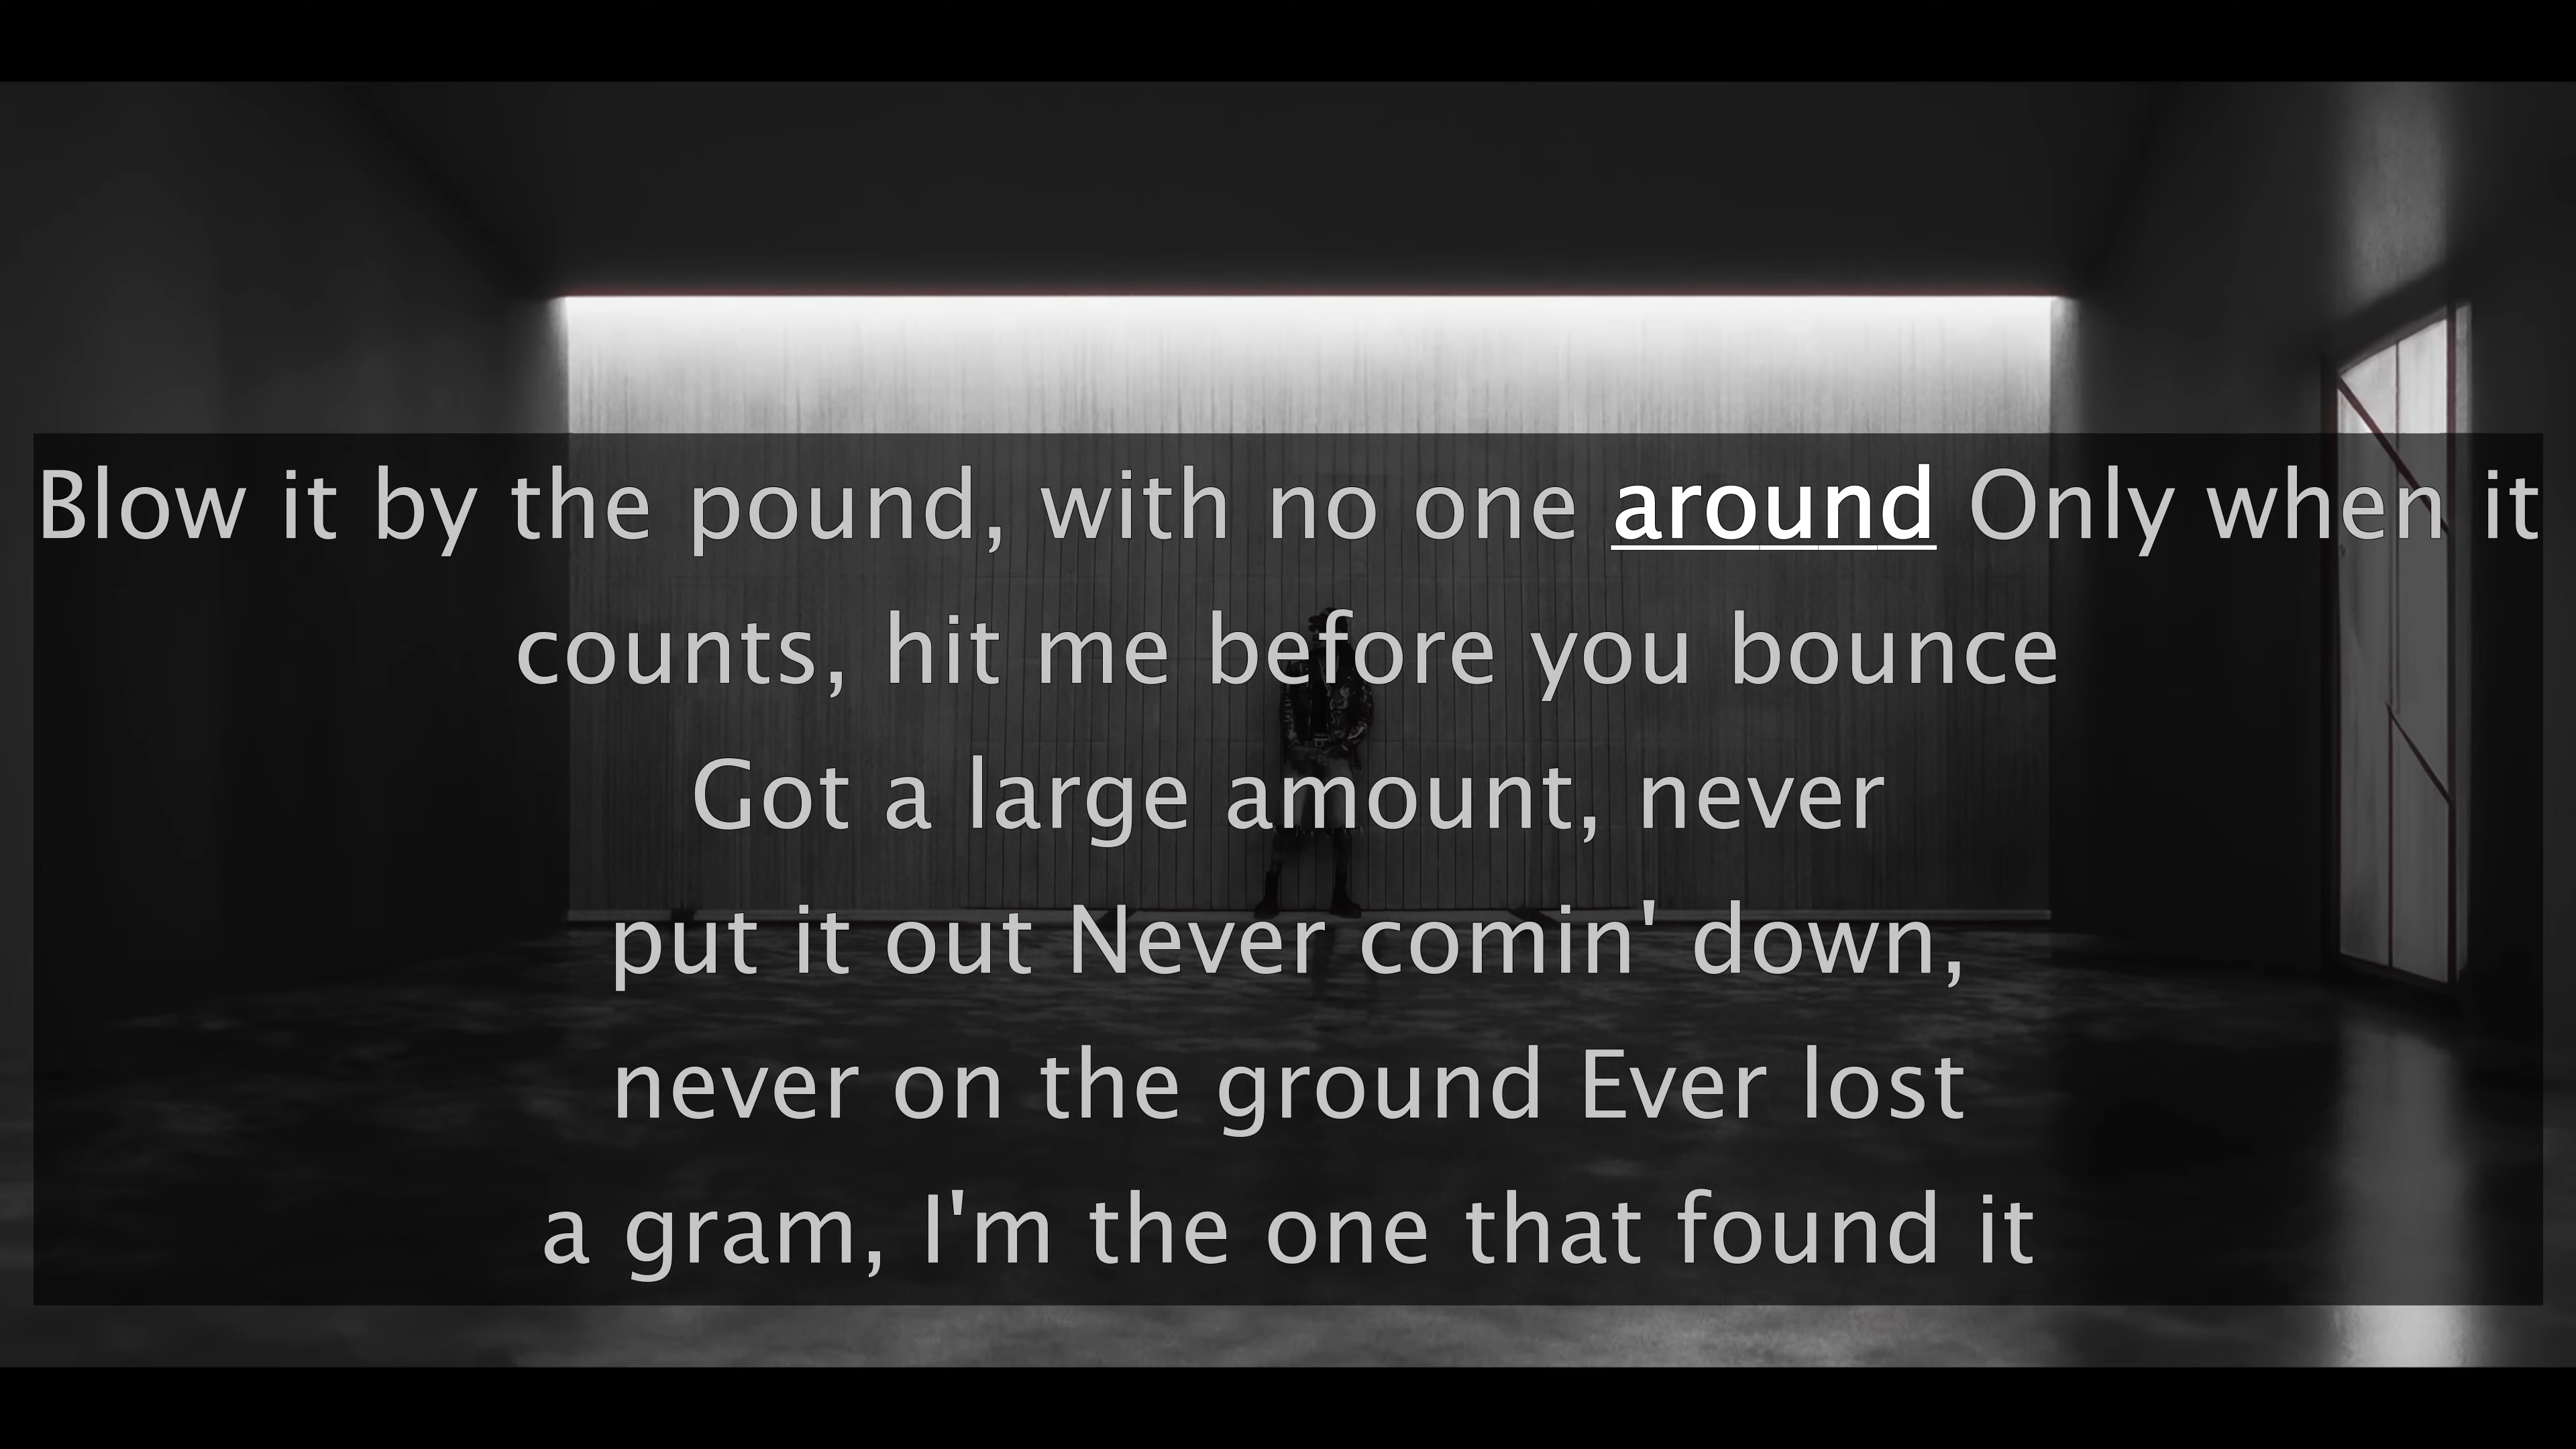 Blow it by the pound, with no one around Only when it
counts, hit me before you bounce
Got a large amount, never
put it out Never comin' down,
never on the ground Ever lost
a gram, I'm the one that found it